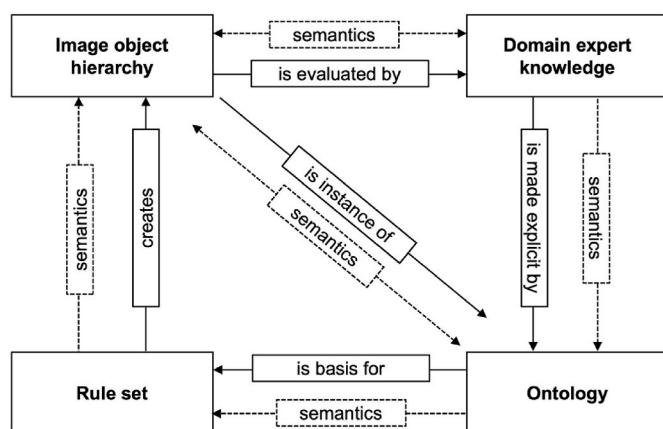 Image object
hierarchy
semantics
is evaluated by
Domain expert
knowledge
semantics
creates
is instance of
semantics
is made explicit by
semantics
Rule set
is basis for
semantics
Ontology